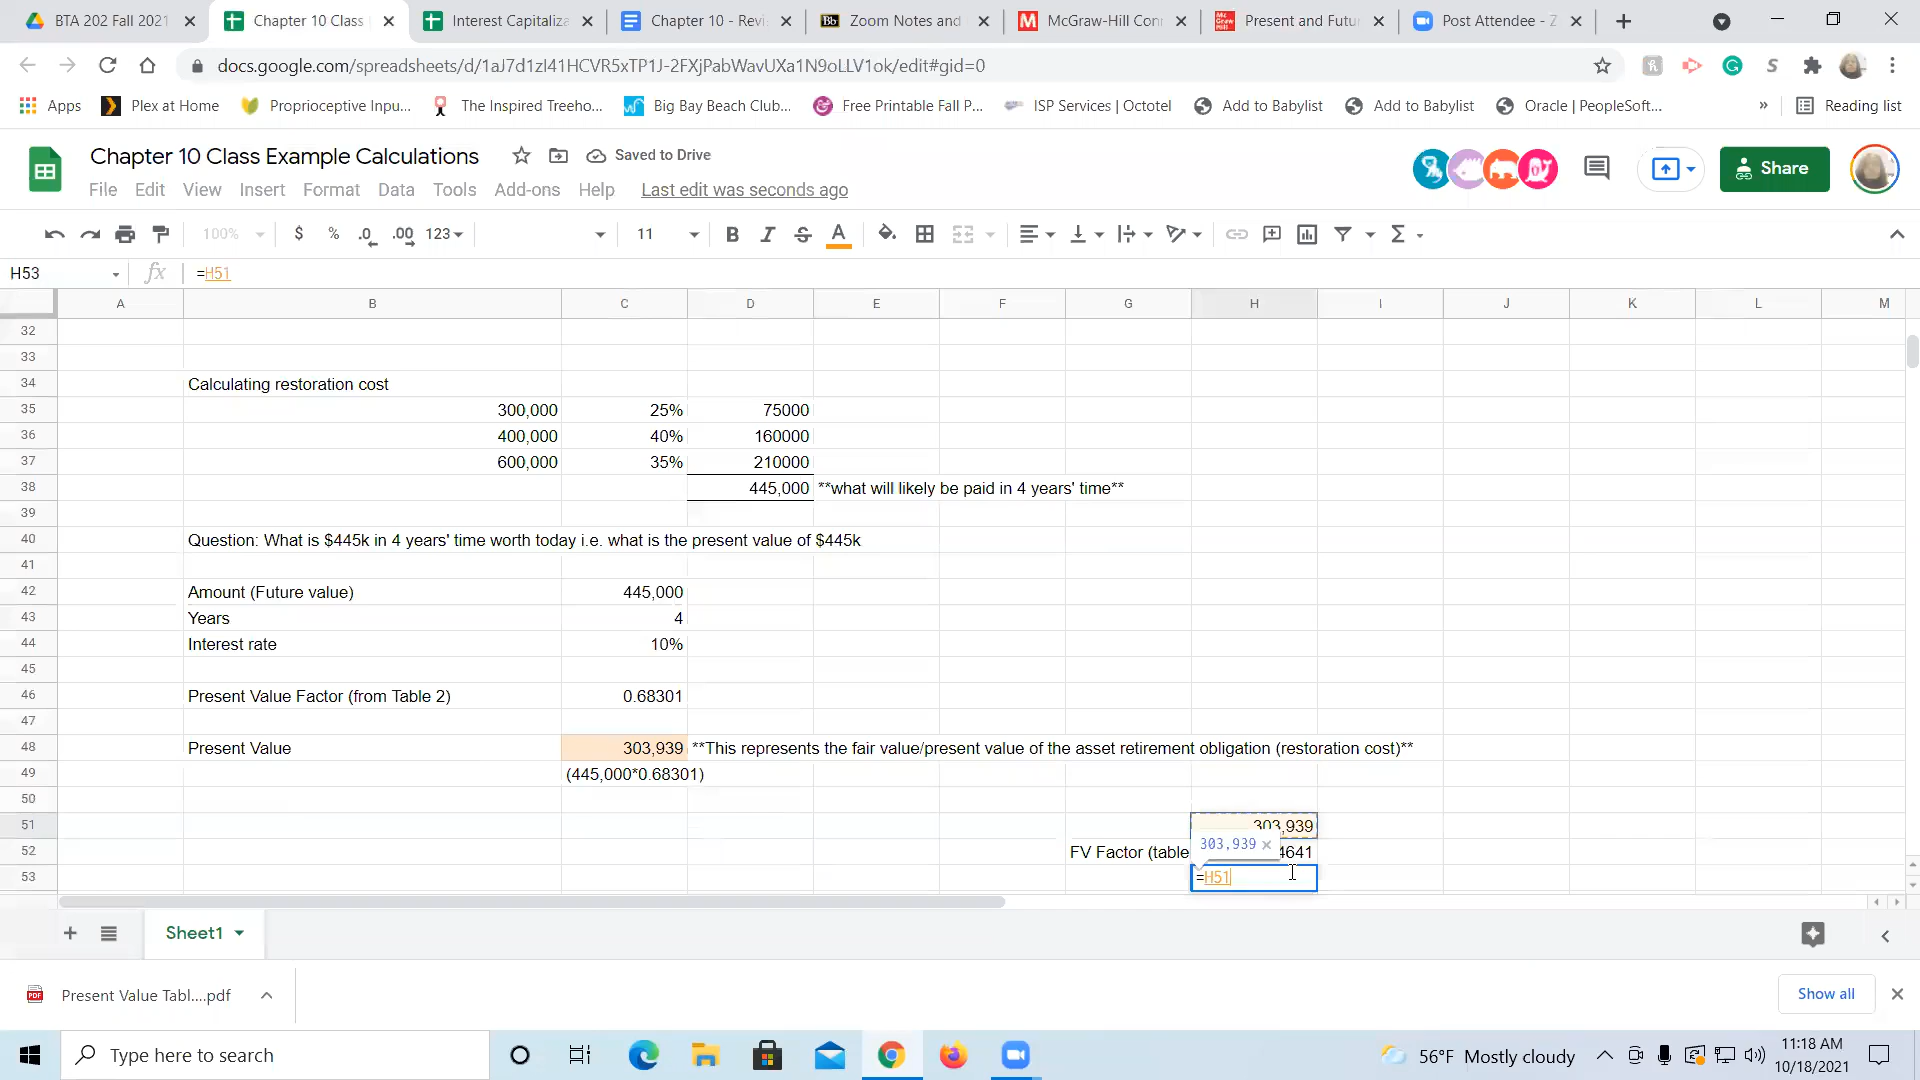 BTA 202 Fall 2021
Chapter 10 Class
Interest Capitaliza
Chapter 10 - Revi
Zoom Notes and
McGraw-Hill Con
Present and Futu
Post Attendee - Z
docs.google.com/spreadsheets/d/1aJ7d1zI41HCVR5xTP1J-2FXjPabWavUXa1N9oLLV1ok/edit#gid=0
Apps
Plex at Home
Proprioceptive Inpu...
The Inspired Treeho...
Big Bay Beach Club...
Free Printable Fall P...
ISP Services | Octotel
Add to Babylist
Add to Babylist
Oracle | PeopleSoft...
»
Reading list
Chapter 10 Class Example Calculations
Saved to Drive
File Edit View Insert Format Data Tools Add-ons Help Last edit was seconds ago
Share
100% $ % .0 .00 123 11 B I S A Σ
H53 fx =H51
A B C D E F G H I J K L M
32
33
34 Calculating restoration cost
35 300,000 25% 75000
36 400,000 40% 160000
37 600,000 35% 210000
38 445,000 **what will likely be paid in 4 years' time**
39
40 Question: What is $445k in 4 years' time worth today i.e. what is the present value of $445k
41
42 Amount (Future value) 445,000
43 Years 4
44 Interest rate 10%
45
46 Present Value Factor (from Table 2) 0.68301
47
48 Present Value 303,939 **This represents the fair value/present value of the asset retirement obligation (restoration cost)**
49 (445,000*0.68301)
50
51 303,939
303,939 ×
52 FV Factor (table 4641
53 =H51
Sheet1
PDF Present Value Tabl....pdf
Show all
Type here to search
56°F Mostly cloudy
11:18 AM
10/18/2021